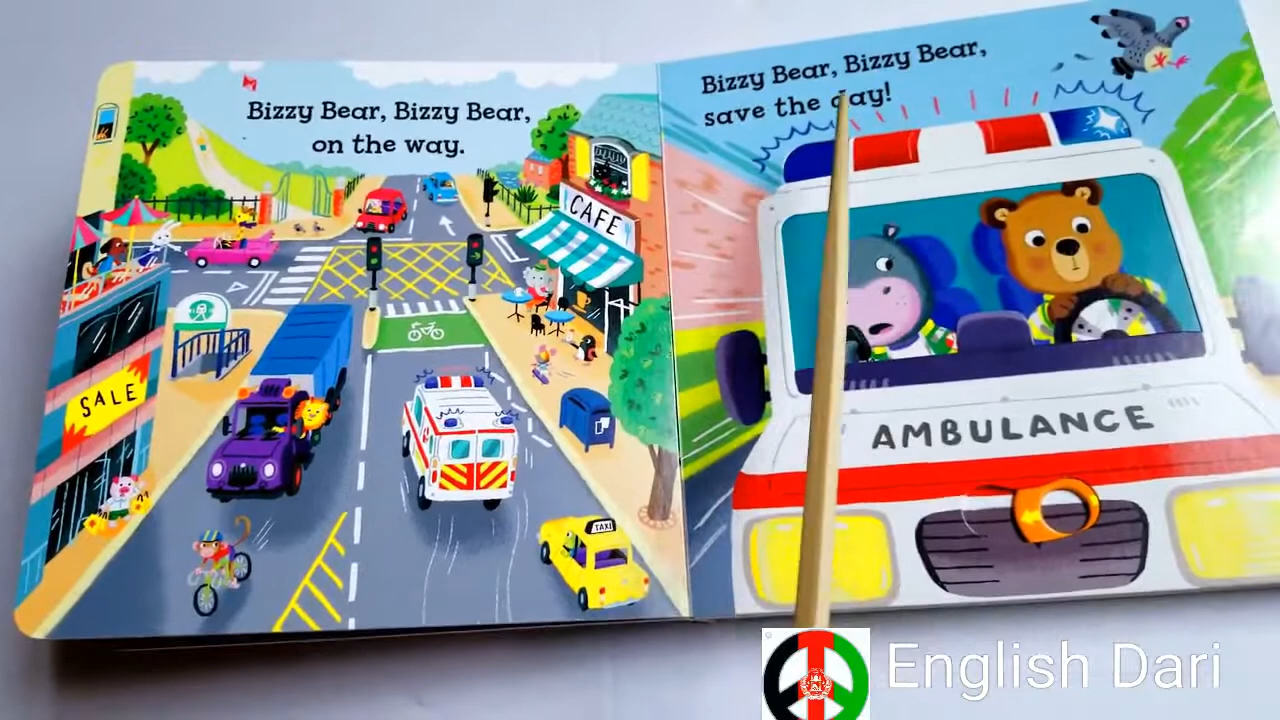 Bizzy Bear, Bizzy Bear,
on the way.
Bizzy Bear, Bizzy Bear,
save the day!
CAFE
SALE
TAXI
AMBULANCE
English Dari